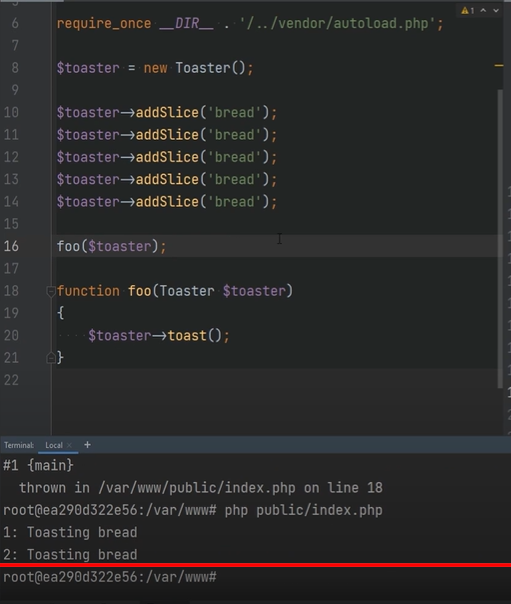 6 require_once __DIR__ . '/../vendor/autoload.php';
7
8 $toaster = new Toaster();
9
10 $toaster->addSlice('bread');
11 $toaster->addSlice('bread');
12 $toaster->addSlice('bread');
13 $toaster->addSlice('bread');
14 $toaster->addSlice('bread');
15
16 foo($toaster);
17
18 function foo(Toaster $toaster)
19 {
20 $toaster->toast();
21 }
22
1
Terminal: Local × +
#1 {main}
thrown in /var/www/public/index.php on line 18
root@ea290d322e56:/var/www# php public/index.php
1: Toasting bread
2: Toasting bread
root@ea290d322e56:/var/www#